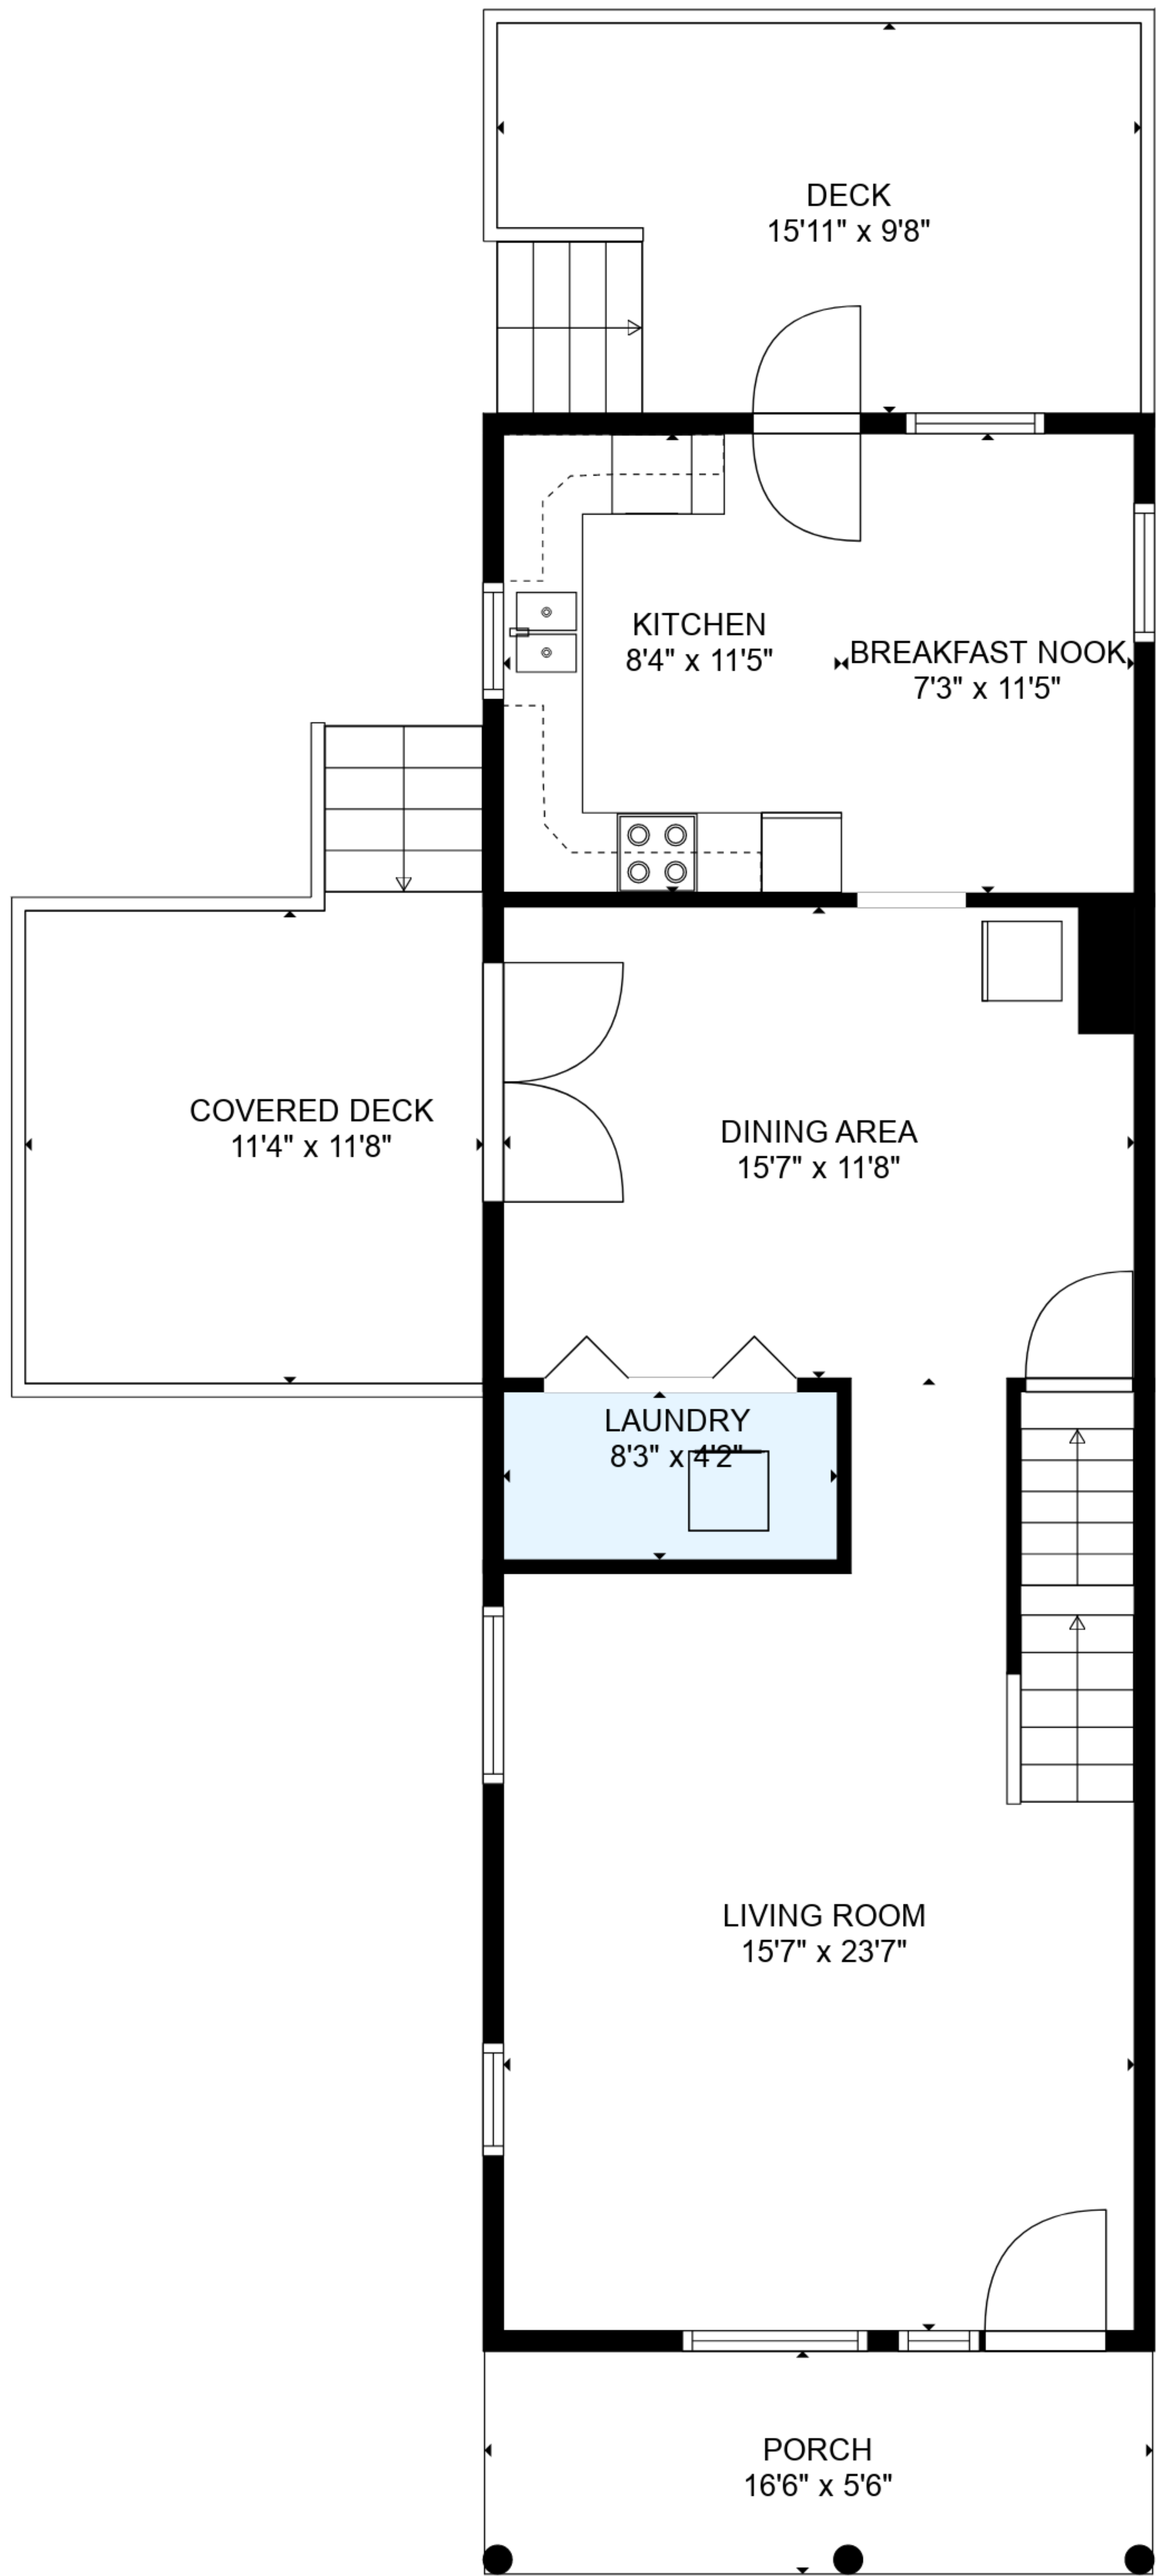 DECK
15'11" x 9'8"
KITCHEN
8'4" x 11'5"
BREAKFAST NOOK
7'3" x 11'5"
COVERED DECK
11'4" x 11'8"
DINING AREA
15'7" x 11'8"
LAUNDRY
8'3" x 4'2"
LIVING ROOM
15'7" x 23'7"
PORCH
16'6" x 5'6"